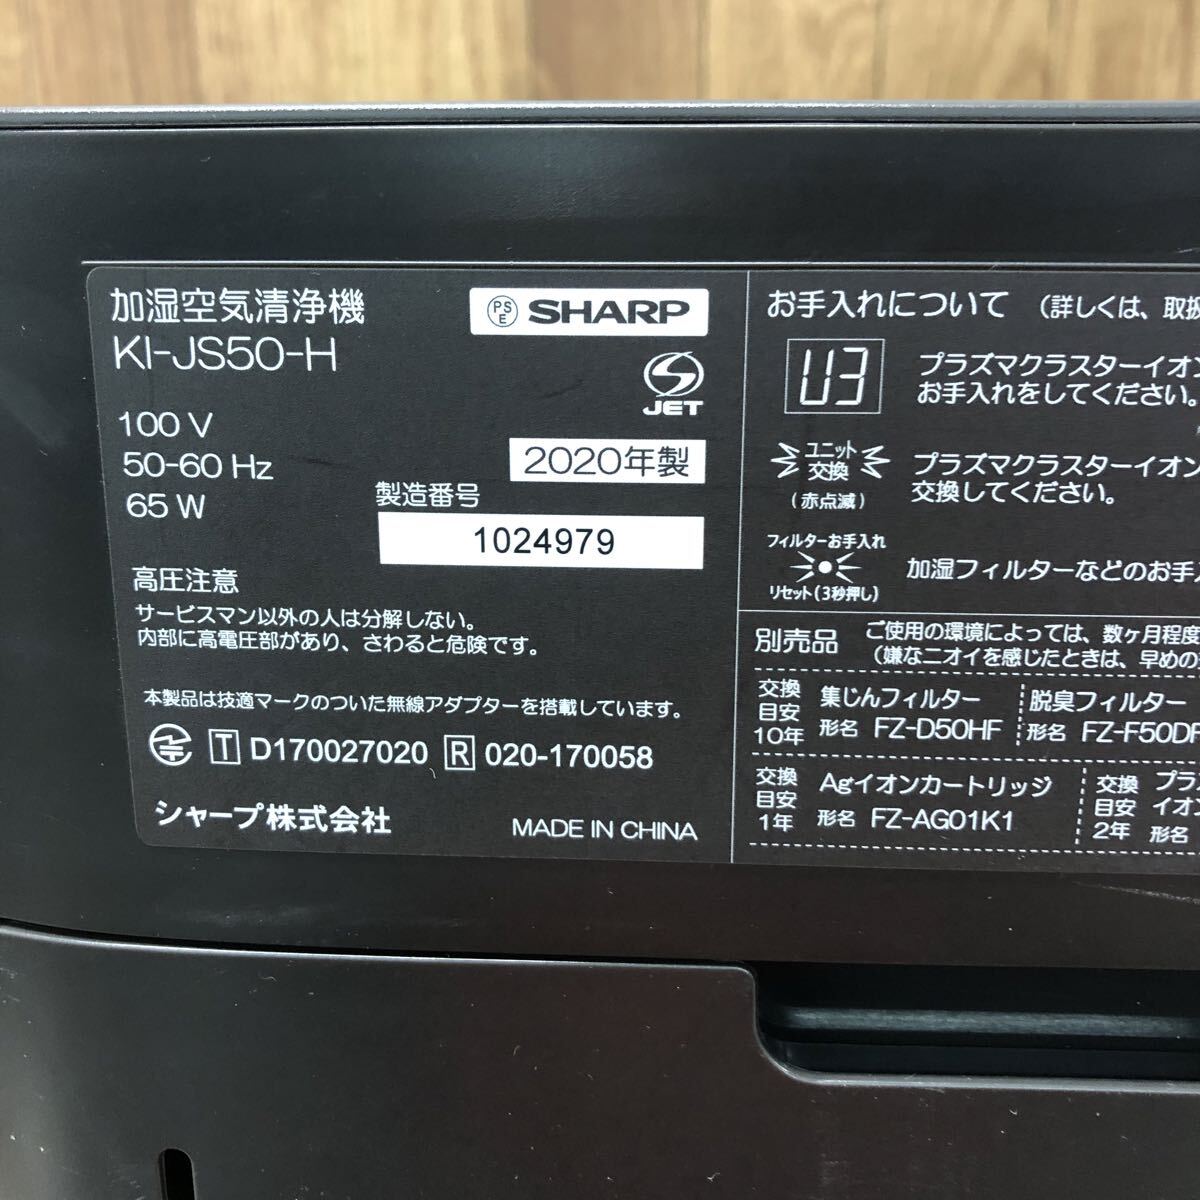 加湿空気清浄機
KI-JS50-H
PS
E
SHARP
JET
100 V
50-60 Hz
65 W
2020年製
製造番号
1024979
高圧注意
サービスマン以外の人は分解しない。
内部に高電圧部があり、さわると危険です。
本製品は技適マークのついた無線アダプターを搭載しています。
T D170027020 R 020-170058
シャープ株式会社
MADE IN CHINA
お手入れについて (詳しくは、取扱
U3
プラズマクラスターイオン
お手入れをしてください。
ユニット
交換
(赤点滅)
プラズマクラスターイオン
交換してください。
フィルターお手入れ
リセット(3秒押し)
加湿フィルターなどのお手入
別売品
ご使用の環境によっては、数ヶ月程度
(嫌なニオイを感じたときは、早めの
交換
目安
10年
集じんフィルター
形名 FZ-D50HF
脱臭フィルター
形名 FZ-F50DF
交換
目安
1年
Agイオンカートリッジ
形名 FZ-AG01K1
交換
目安
2年
プラズ
イオン
形名